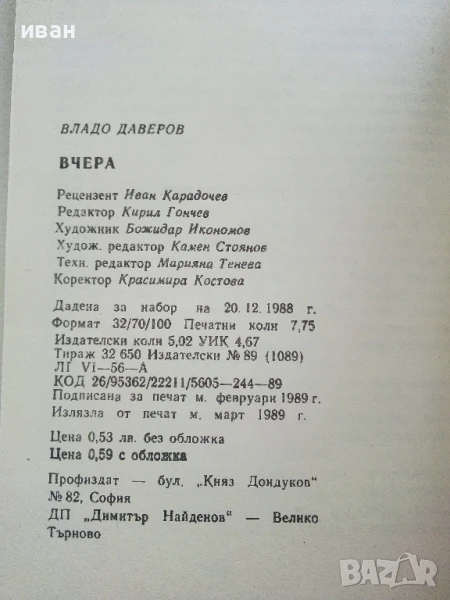 иван
ВЛАДО ДАВЕРОВ
ВЧЕРА
Рецензент Иван Карадочев
Редактор Кирил Гончев
Художник Божидар Икономов
Худож. редактор Камен Стоянов
Техн. редактор Марияна Тенева
Коректор Красимира Костова
Дадена за набор на 20.12.1988 г.
Формат 32/70/100 Печатни коли 7,75
Издателски коли 5,02 УИК 4,67
Тираж 32 650 Издателски № 89 (1089)
ЛГ VI—56—А
КОД 26/95362/22211/5605—244—89
Подписана за печат м. февруари 1989 г.
Излязла от печат м. март 1989 г.
Цена 0,53 лв. без обложка
Цена 0,59 с обложка
Профиздат — бул. „Княз Дондуков“
№ 82, София
ДП „Димитър Найденов“ — Велико
Търново
BAZAR